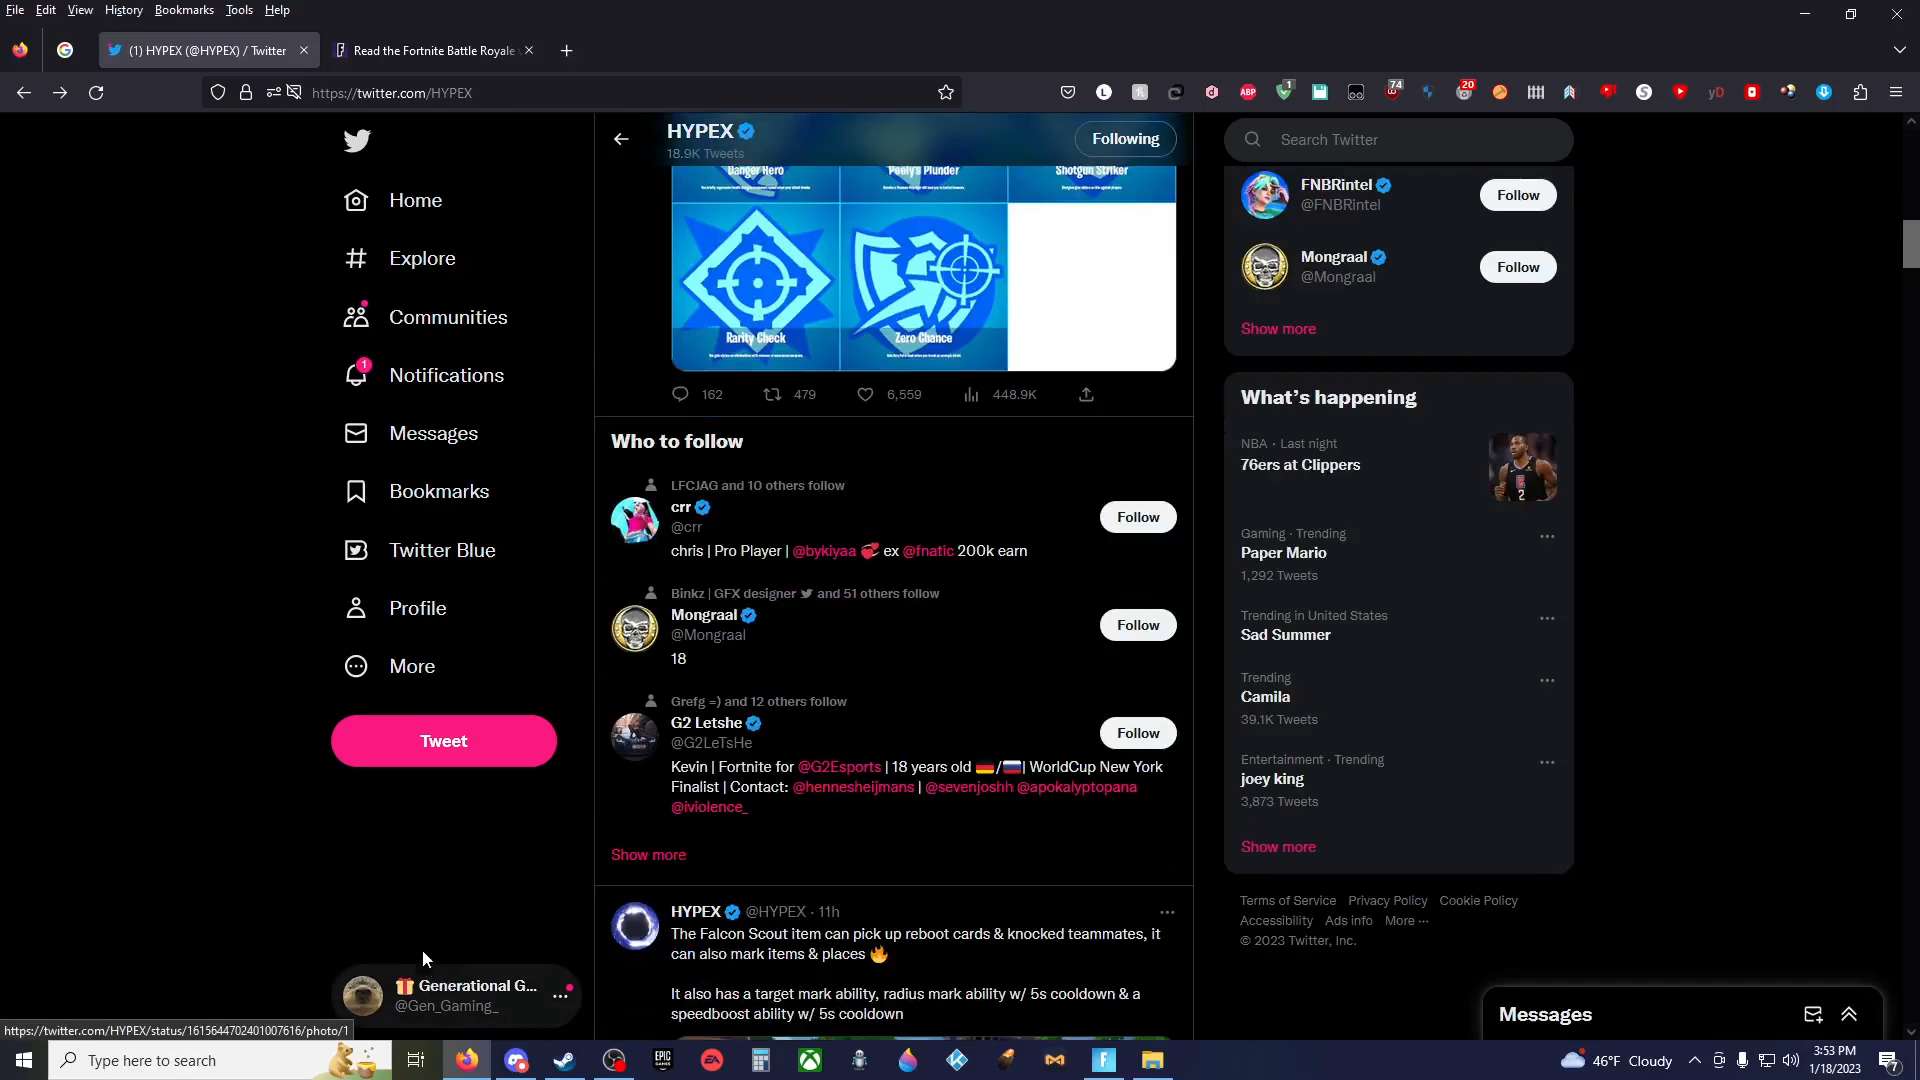 File Edit View History Bookmarks Tools Help
(1) HYPEX (@HYPEX) / Twitter
Read the Fortnite Battle Royale
https://twitter.com/HYPEX
1
74
20
HYPEX
18.9K Tweets
Following
Home
Explore
Communities
Notifications
1
Messages
Bookmarks
Twitter Blue
Profile
More
Tweet
Generational G...
@Gen_Gaming_
https://twitter.com/HYPEX/status/1615644702401007616/photo/1
Danger Hero
Peely's Plunder
Shotgun Striker
Rarity Check
Zero Chance
162 479 6,559 448.9K
Who to follow
LFCJAG and 10 others follow
crr
@crr
Follow
chris | Pro Player | @bykiyaa 💞 ex @fnatic 200k earn
Binkz | GFX designer and 51 others follow
Mongraal
@Mongraal
Follow
18
Grefg =) and 12 others follow
G2 Letshe
@G2LeTsHe
Follow
Kevin | Fortnite for @G2Esports | 18 years old 🇩🇪/🇷🇺| WorldCup New York
Finalist | Contact: @hennesheijmans | @sevenjoshh @apokalyptopana
@iviolence_
Show more
HYPEX @HYPEX · 11h
The Falcon Scout item can pick up reboot cards & knocked teammates, it
can also mark items & places 🔥
It also has a target mark ability, radius mark ability w/ 5s cooldown & a
speedboost ability w/ 5s cooldown
Search Twitter
FNBRintel
@FNBRintel
Follow
Mongraal
@Mongraal
Follow
Show more
What's happening
NBA · Last night
76ers at Clippers
Gaming · Trending
Paper Mario
1,292 Tweets
Trending in United States
Sad Summer
Trending
Camila
39.1K Tweets
Entertainment · Trending
joey king
3,873 Tweets
Show more
Terms of Service Privacy Policy Cookie Policy
Accessibility Ads info More ···
© 2023 Twitter, Inc.
Messages
Type here to search
46°F Cloudy
3:53 PM
1/18/2023
7